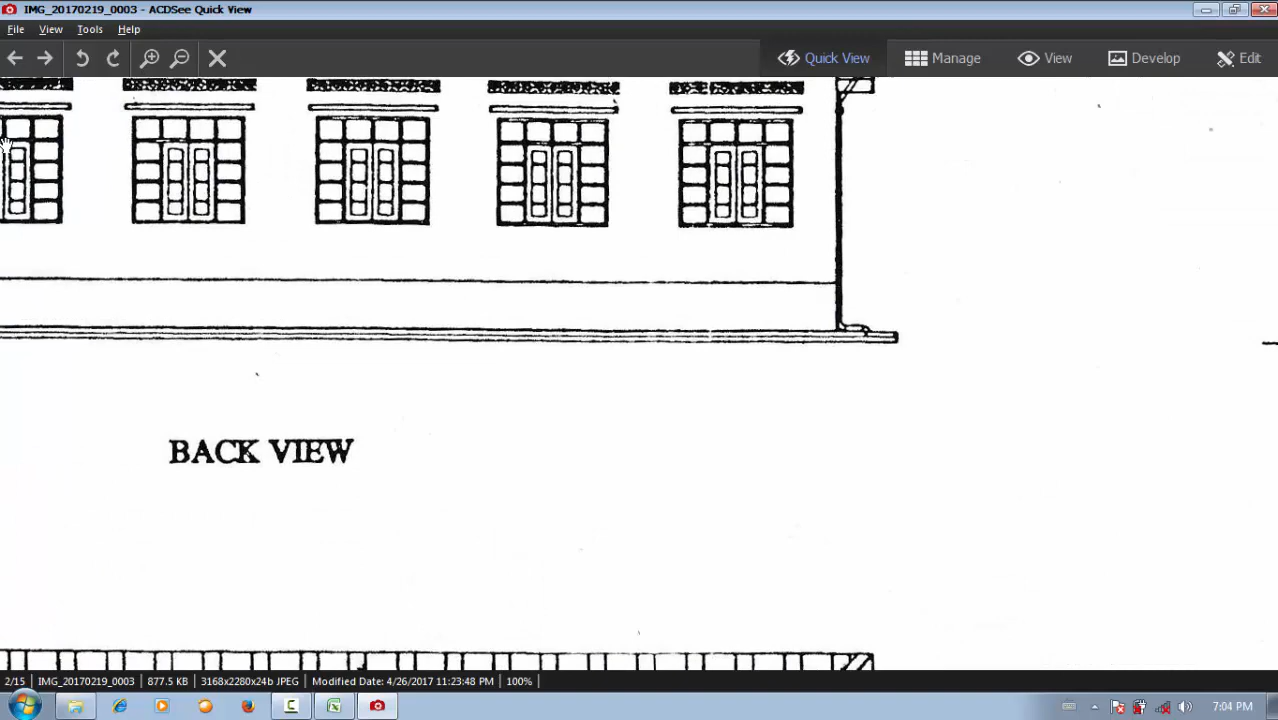 IMG_20170219_0003 - ACDSee Quick View
File View Tools Help
Quick View Manage View Develop Edit
BACK VIEW
2/15 IMG_20170219_0003 877.5 KB 3168x2280x24b JPEG Modified Date: 4/26/2017 11:23:48 PM 100%
7:04 PM